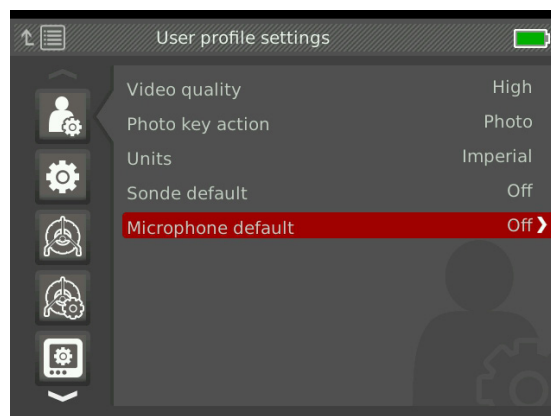 User profile settings
Video quality High
Photo key action Photo
Units Imperial
Sonde default Off
Microphone default Off